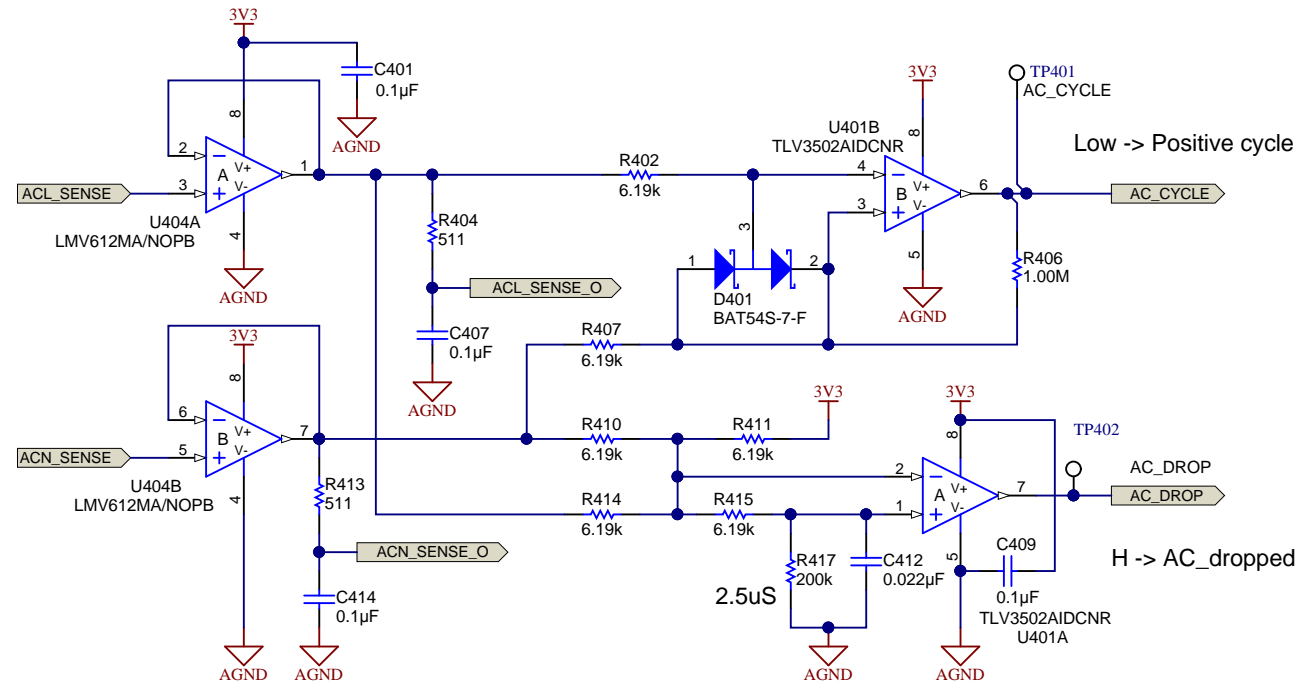 3V3
C401
0.1µF
8
AGND
2
V+
A
V-
1
3
ACL_SENSE
U404A
LMV612MA/NOPB
4
AGND
R404
511
ACL_SENSE_O
C407
0.1µF
AGND
R402
6.19k
3V3
U401B
TLV3502AIDCNR
8
4
V+
B
V-
6
3
5
AGND
TP401
AC_CYCLE
Low -> Positive cycle
AC_CYCLE
R406
1.00M
3
1
2
D401
BAT54S-7-F
R407
6.19k
3V3
8
6
V+
B
V-
7
5
ACN_SENSE
U404B
LMV612MA/NOPB
4
AGND
R413
511
ACN_SENSE_O
C414
0.1µF
AGND
R410
6.19k
R411
6.19k
3V3
R414
6.19k
R415
6.19k
R417
200k
2.5uS
C412
0.022µF
AGND
3V3
8
2
V+
A
V-
7
1
5
C409
0.1µF
TLV3502AIDCNR
U401A
AGND
TP402
AC_DROP
AC_DROP
H -> AC_dropped